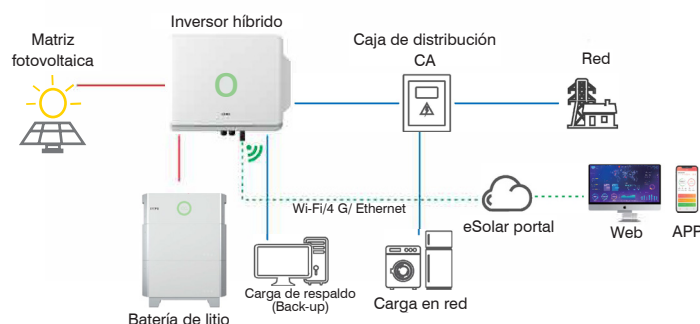 Inversor híbrido
Matriz
fotovoltaica
Caja de distribución
CA
Red
Wi-Fi/4 G/ Ethernet
eSolar portal
Web
APP
Carga de respaldo
(Back-up)
Carga en red
Batería de litio